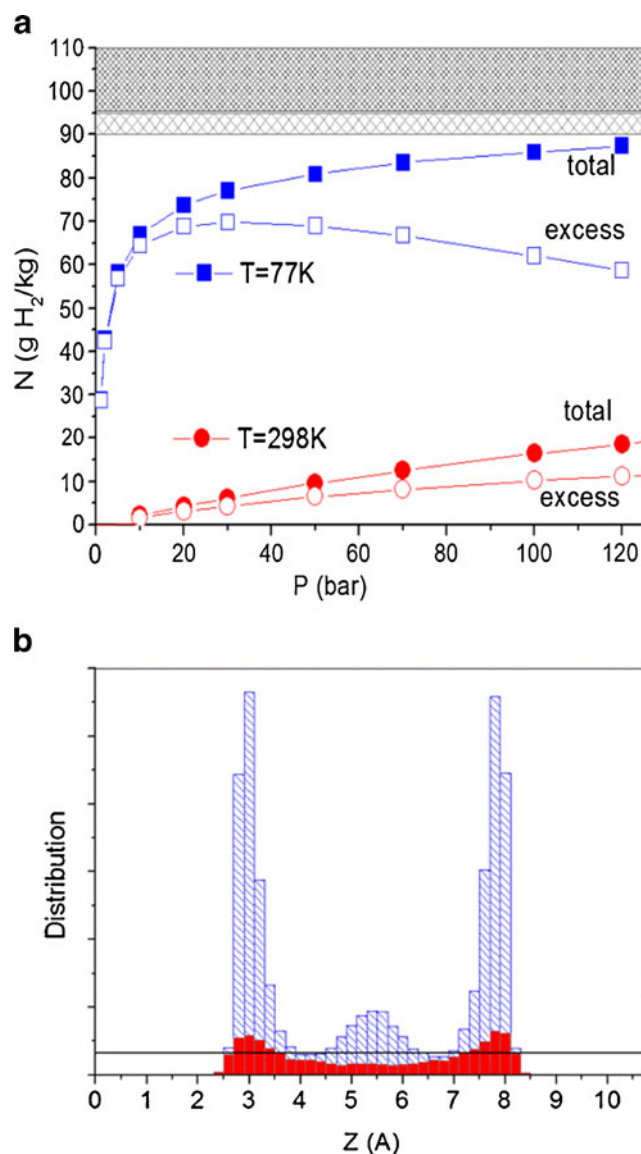 a
110
100
90
80
70
60
50
40
30
20
10
0
N (g H₂/kg)
total
excess
T=77K
total
T=298K
excess
0 20 40 60 80 100 120
P (bar)
b
Distribution
0 1 2 3 4 5 6 7 8 9 10
Z (A)